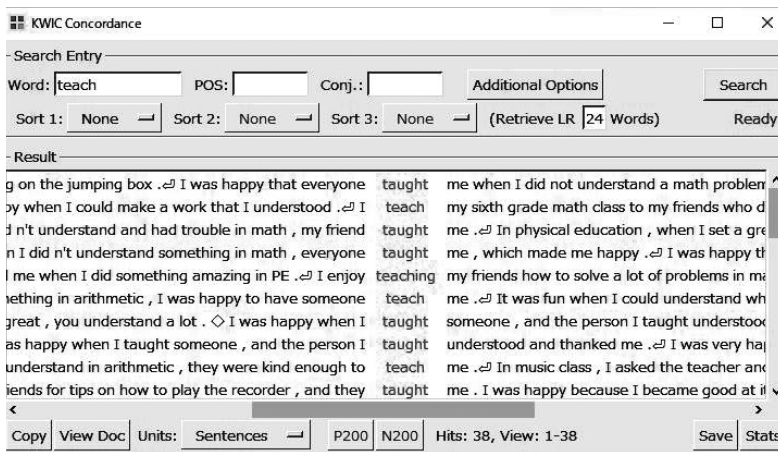 KWIC Concordance
Search Entry
Word: teach POS: Conj.: Additional Options Search
Sort 1: None Sort 2: None Sort 3: None (Retrieve LR 24 Words) Ready
Result
g on the jumping box .⏎ I was happy that everyone taught me when I did not understand a math problem
by when I could make a work that I understood .⏎ I teach my sixth grade math class to my friends who d
d n't understand and had trouble in math , my friend taught me .⏎ In physical education , when I set a gre
n I did n't understand something in math , everyone taught me , which made me happy .⏎ I was happy th
l me when I did something amazing in PE .⏎ I enjoy teaching my friends how to solve a lot of problems in ma
ething in arithmetic , I was happy to have someone teach me .⏎ It was fun when I could understand wh
great , you understand a lot . ◇ I was happy when I taught someone , and the person I taught understood
as happy when I taught someone , and the person I taught understood and thanked me .⏎ I was very hap
understand in arithmetic , they were kind enough to teach me .⏎ In music class , I asked the teacher and
iends for tips on how to play the recorder , and they taught me . I was happy because I became good at it
Copy View Doc Units: Sentences P200 N200 Hits: 38, View: 1-38 Save Stats